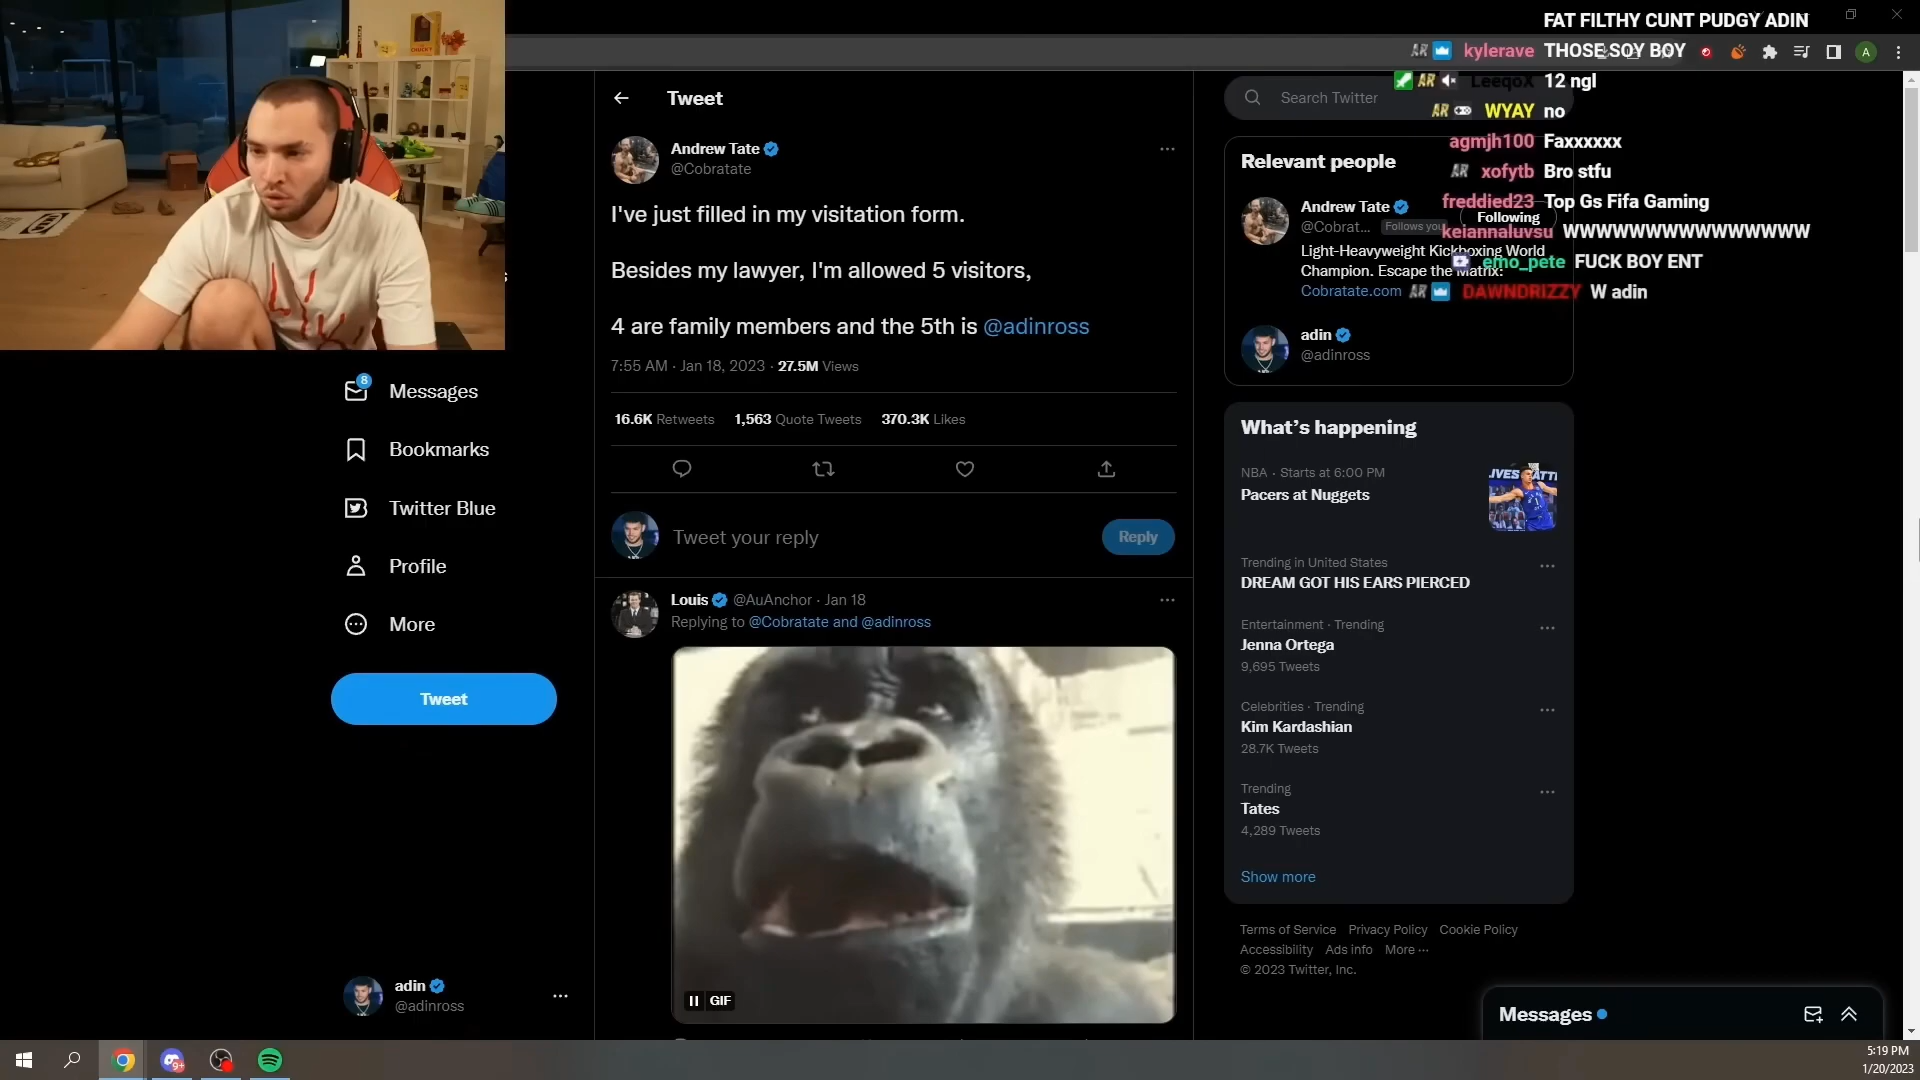 FAT FILTHY CUNT PUDGY ADIN
kylerave THOSE SOY BOY
LeeqoX 12 ngl
WYAY no
agmjh100 Faxxxxxx
AR xofytb Bro stfu
freddied23 Top Gs Fifa Gaming
keiannaluvsu WWWWWWWWWWWWWWWW
emo_pete FUCK BOY ENT
DAWNDRIZZY W adin
A
Tweet
Andrew Tate
@Cobratate
I've just filled in my visitation form.
Besides my lawyer, I'm allowed 5 visitors,
4 are family members and the 5th is @adinross
7:55 AM · Jan 18, 2023 · 27.5M Views
16.6K Retweets 1,563 Quote Tweets 370.3K Likes
Tweet your reply
Reply
Louis @AuAnchor · Jan 18
Replying to @Cobratate and @adinross
GIF
8
Messages
Bookmarks
Twitter Blue
Profile
More
Tweet
adin
@adinross
Search Twitter
Relevant people
Andrew Tate
@Cobrat... Follows you
Following
Light-Heavyweight Kickboxing World
Champion. Escape the Matrix:
Cobratate.com
adin
@adinross
What's happening
NBA · Starts at 6:00 PM
Pacers at Nuggets
Trending in United States
DREAM GOT HIS EARS PIERCED
Entertainment · Trending
Jenna Ortega
9,695 Tweets
Celebrities · Trending
Kim Kardashian
28.7K Tweets
Trending
Tates
4,289 Tweets
Show more
Terms of Service Privacy Policy Cookie Policy
Accessibility Ads info More ···
© 2023 Twitter, Inc.
Messages
9+
5:19 PM
1/20/2023